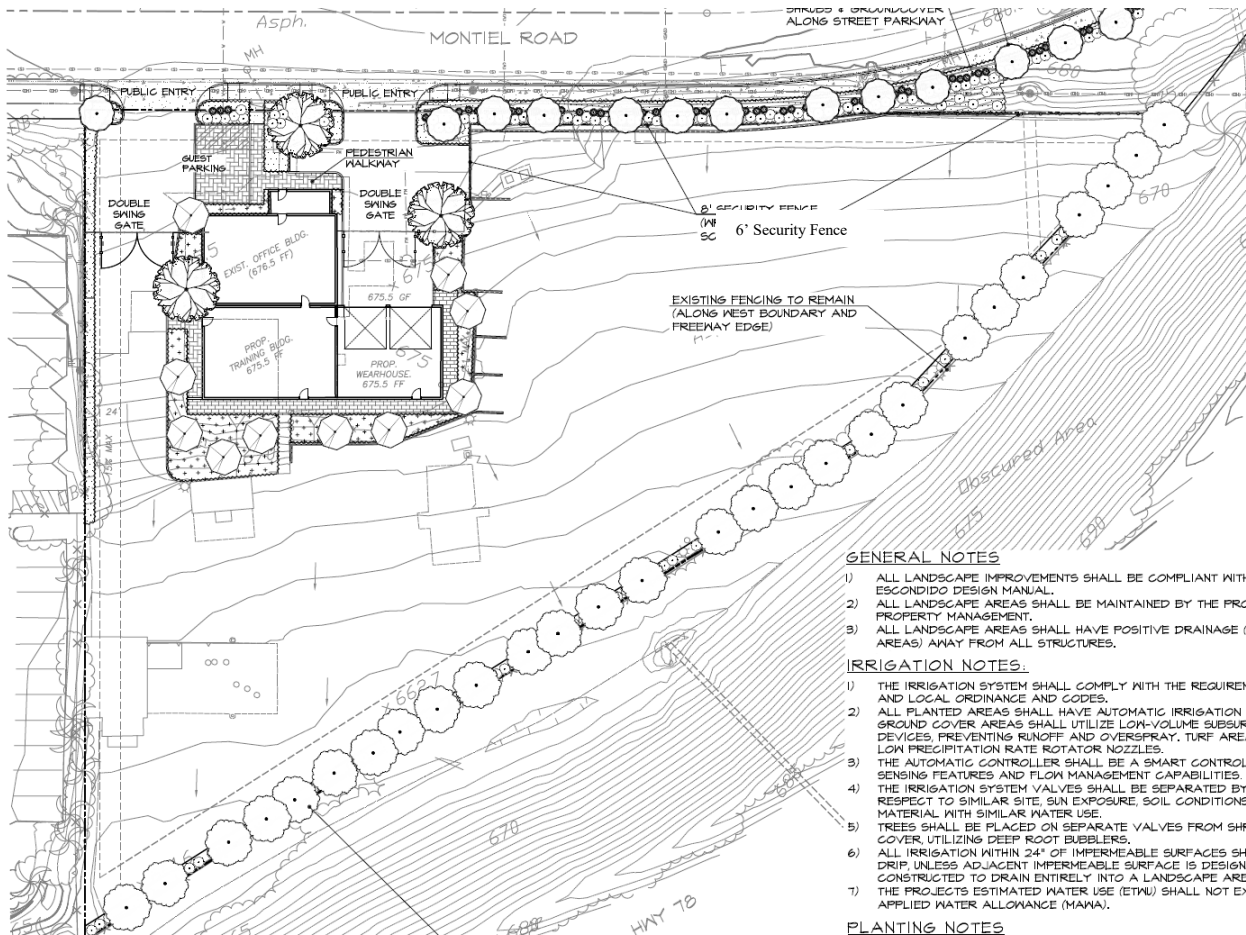 SHRUBS & GROUNDCOVER
ALONG STREET PARKWAY
Asph.
MONTIEL ROAD
MH
MH
680
PUBLIC ENTRY
PUBLIC ENTRY
GUEST
PARKING
PEDESTRIAN
WALKWAY
DOUBLE
SWING
GATE
DOUBLE
SWING
GATE
670
8' SECURITY FENCE
6' Security Fence
EXIST. OFFICE BLDG.
(676.5 FF)
675
675.5 GF
EXISTING FENCING TO REMAIN
(ALONG WEST BOUNDARY AND
FREEWAY EDGE)
PROP.
TRAINING BLDG.
675.5 FF
675
PROP.
WEARHOUSE.
675.5 FF
24'
15% MAX
Obscured Area
675
690
GENERAL NOTES
1) ALL LANDSCAPE IMPROVEMENTS SHALL BE COMPLIANT WITH
ESCONDIDO DESIGN MANUAL.
2) ALL LANDSCAPE AREAS SHALL BE MAINTAINED BY THE
PROPERTY MANAGEMENT.
3) ALL LANDSCAPE AREAS SHALL HAVE POSITIVE DRAINAGE
AREAS) AWAY FROM ALL STRUCTURES.
IRRIGATION NOTES:
1) THE IRRIGATION SYSTEM SHALL COMPLY WITH THE
AND LOCAL ORDINANCE AND CODES.
2) ALL PLANTED AREAS SHALL HAVE AUTOMATIC IRRIGATION
GROUND COVER AREAS SHALL UTILIZE LOW-VOLUME
DEVICES, PREVENTING RUNOFF AND OVERSPRAY. TURF
LOW PRECIPITATION RATE ROTATOR NOZZLES.
3) THE AUTOMATIC CONTROLLER SHALL BE A SMART
SENSING FEATURES AND FLOW MANAGEMENT CAPABILITIES.
4) THE IRRIGATION SYSTEM VALVES SHALL BE SEPARATED BY
RESPECT TO SIMILAR SITE, SUN EXPOSURE, SOIL CONDITIONS
MATERIAL WITH SIMILAR WATER USE.
5) TREES SHALL BE PLACED ON SEPARATE VALVES FROM
COVER, UTILIZING DEEP ROOT BUBBLERS.
6) ALL IRRIGATION WITHIN 24" OF IMPERMEABLE SURFACES
DRIP, UNLESS ADJACENT IMPERMEABLE SURFACE IS
CONSTRUCTED TO DRAIN ENTIRELY INTO A LANDSCAPE
7) THE PROJECTS ESTIMATED WATER USE (ETWU) SHALL NOT
APPLIED WATER ALLOWANCE (MAWA).
PLANTING NOTES
670
HWY 78